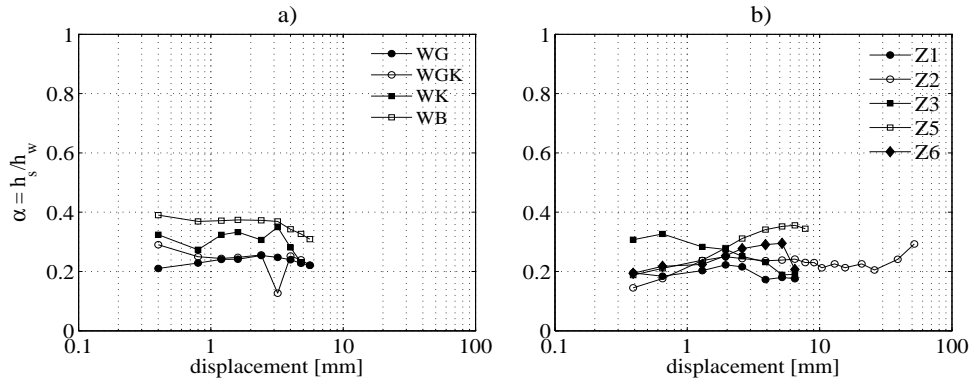 a)
1
0.8
0.6
0.4
0.2
0
0.1
1
10
100
displacement [mm]
α = h_s/h_w
WG
WGK
WK
WB
b)
1
0.8
0.6
0.4
0.2
0
0.1
1
10
100
displacement [mm]
Z1
Z2
Z3
Z5
Z6